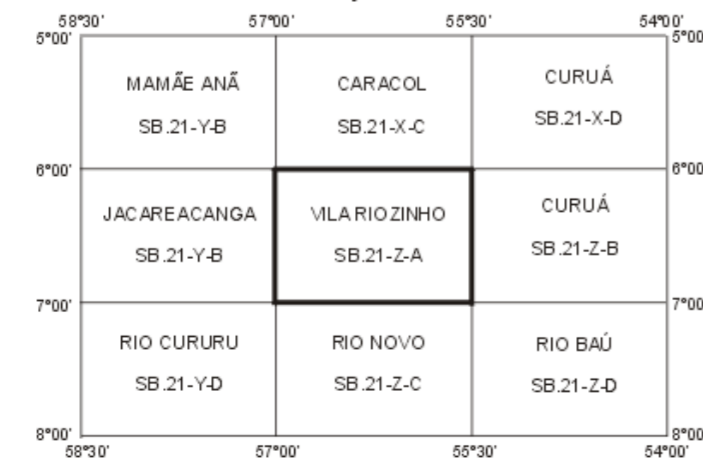 58°30' 57°00' 55°30' 54°00'
5°00' 5°00'
MAMÃE ANÃ CARACOL CURUÁ
SB.21-Y-B SB.21-X-C SB.21-X-D
6°00' 6°00'
JACAREACANGA VILA RIOZINHO CURUÁ
SB.21-Y-B SB.21-Z-A SB.21-Z-B
7°00' 7°00'
RIO CURURU RIO NOVO RIO BAÚ
SB.21-Y-D SB.21-Z-C SB.21-Z-D
8°00' 8°00'
58°30' 57°00' 55°30' 54°00'